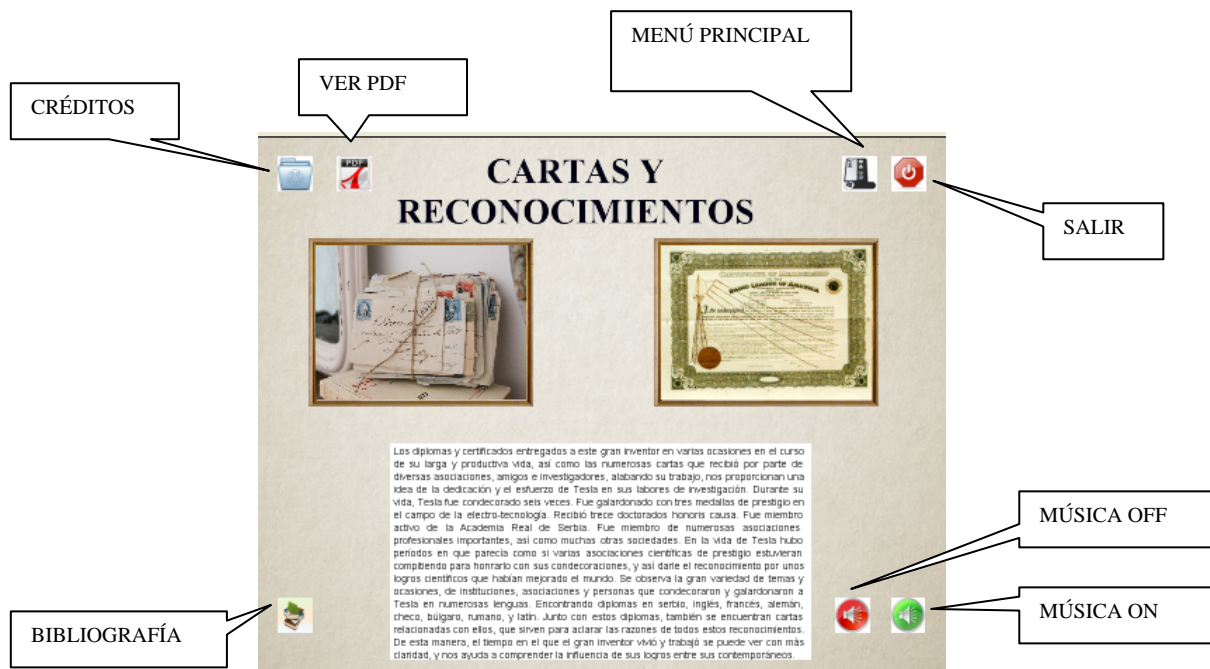 MENÚ PRINCIPAL
VER PDF
CRÉDITOS
PDF
CARTAS Y
RECONOCIMIENTOS
SALIR
CERTIFICATE OF MEMBERSHIP
RADIO LEAGUE OF AMERICA
Los diplomas y certificados entregados a este gran inventor en varias ocasiones en el curso
de su larga y productiva vida, así como las numerosas cartas que recibió por parte de
diversas asociaciones, amigos e investigadores, alabando su trabajo, nos proporcionan una
idea de la dedicación y el esfuerzo de Tesla en sus labores de investigación. Durante su
vida, Tesla fue condecorado seis veces. Fue galardonado con tres medallas de prestigio en
el campo de la electro-tecnología. Recibió trece doctorados honoris causa. Fue miembro
activo de la Academia Real de Serbia. Fue miembro de numerosas asociaciones
profesionales importantes, así como muchas otras sociedades. En la vida de Tesla hubo
períodos en que parecía como si varias asociaciones científicas de prestigio estuvieran
compitiendo para honrarlo con sus condecoraciones, y así darle el reconocimiento por unos
logros científicos que habían mejorado el mundo. Se observa la gran variedad de temas y
ocasiones, de instituciones, asociaciones y personas que condecoraron y galardonaron a
Tesla en numerosas lenguas. Encontrando diplomas en serbio, inglés, francés, alemán,
checo, búlgaro, rumano, y latín. Junto con estos diplomas, también se encuentran cartas
relacionadas con ellos, que sirven para aclarar las razones de todos estos reconocimientos.
De esta manera, el tiempo en el que el gran inventor vivió y trabajó se puede ver con más
claridad, y nos ayuda a comprender la influencia de sus logros entre sus contemporáneos.
MÚSICA OFF
MÚSICA ON
BIBLIOGRAFÍA